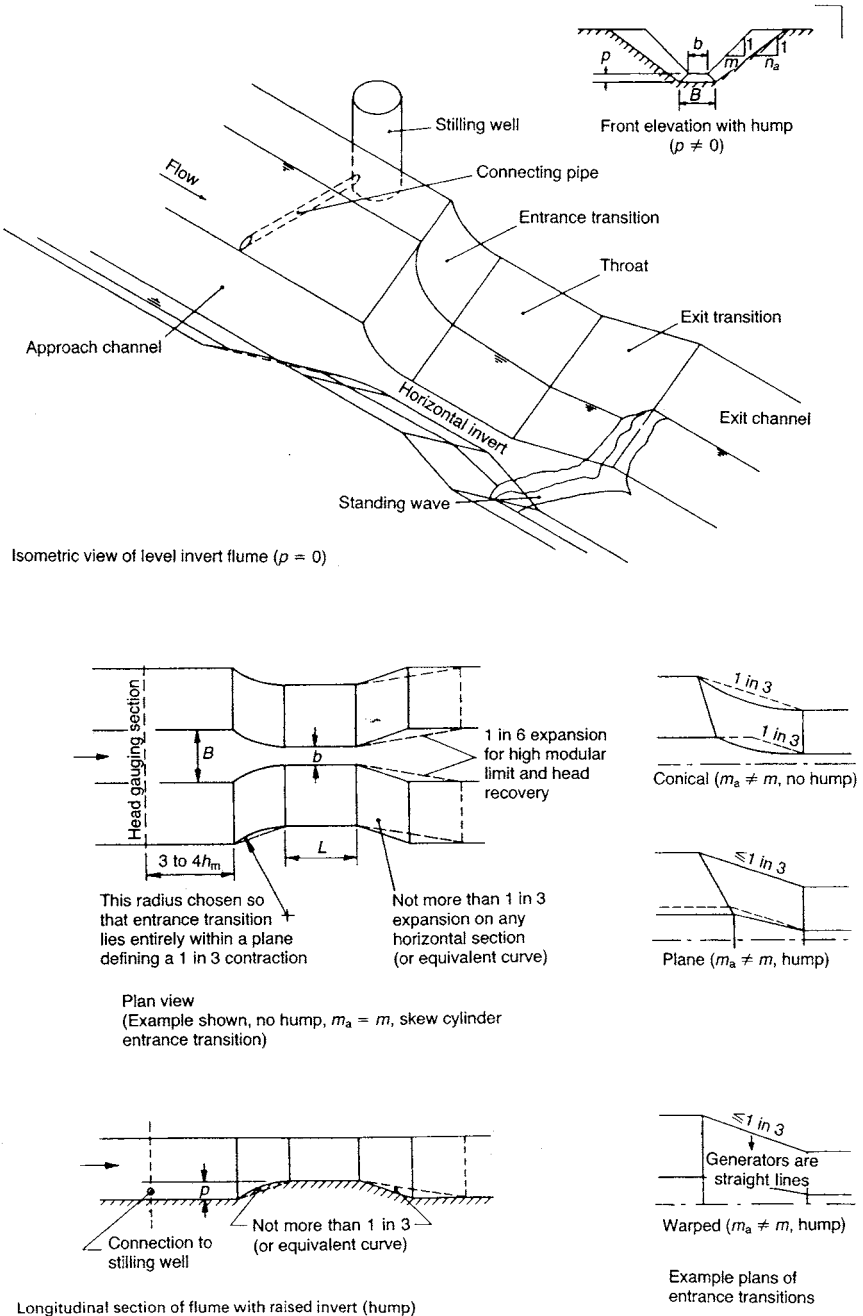 b
1
1
p
m
n_a
B
Front elevation with hump
(p ≠ 0)
Stilling well
Connecting pipe
Flow
Entrance transition
Throat
Exit transition
Approach channel
Horizontal invert
Exit channel
Standing wave
Isometric view of level invert flume (p = 0)
Head gauging section
B
b
1 in 6 expansion
for high modular
limit and head
recovery
3 to 4h_m
L
This radius chosen so
that entrance transition
lies entirely within a plane
defining a 1 in 3 contraction
Not more than 1 in 3
expansion on any
horizontal section
(or equivalent curve)
Plan view
(Example shown, no hump, m_a = m, skew cylinder
entrance transition)
1 in 3
1 in 3
Conical (m_a ≠ m, no hump)
≤1 in 3
Plane (m_a ≠ m, hump)
p
Not more than 1 in 3
(or equivalent curve)
Connection to
stilling well
Longitudinal section of flume with raised invert (hump)
≤1 in 3
Generators are
straight lines
Warped (m_a ≠ m, hump)
Example plans of
entrance transitions